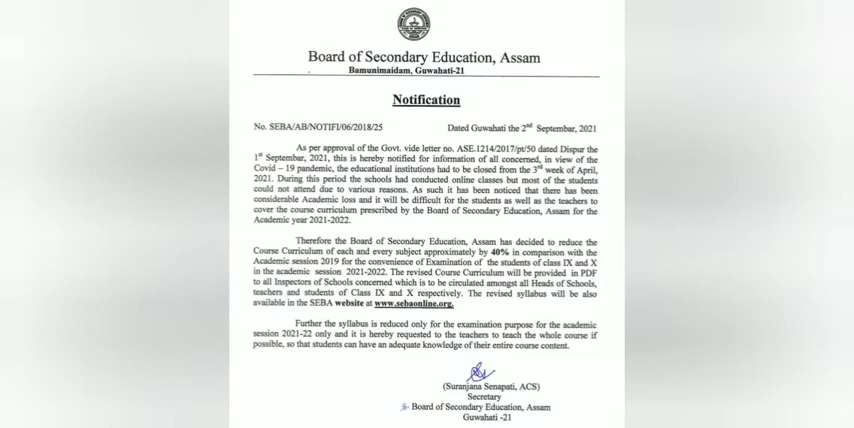 Board of Secondary Education, Assam
Bamunimaidam, Guwahati-21
Notification
No. SEBA/AB/NOTIFI/06/2018/25 Dated Guwahati the 2nd Septembar, 2021
As per approval of the Govt. vide letter no. ASE.1214/2017/pt/50 dated Dispur the
1st Septembar, 2021, this is hereby notified for information of all concerned, in view of the
Covid – 19 pandemic, the educational institutions had to be closed from the 3rd week of April,
2021. During this period the schools had conducted online classes but most of the students
could not attend due to various reasons. As such it has been noticed that there has been
considerable Academic loss and it will be difficult for the students as well as the teachers to
cover the course curriculum prescribed by the Board of Secondary Education, Assam for the
Academic year 2021-2022.
Therefore the Board of Secondary Education, Assam has decided to reduce the
Course Curriculum of each and every subject approximately by 40% in comparison with the
Academic session 2019 for the convenience of Examination of the students of class IX and X
in the academic session 2021-2022. The revised Course Curriculum will be provided in PDF
to all Inspectors of Schools concerned which is to be circulated amongst all Heads of Schools,
teachers and students of Class IX and X respectively. The revised syllabus will be also
available in the SEBA website at www.sebaonline.org.
Further the syllabus is reduced only for the examination purpose for the academic
session 2021-22 only and it is hereby requested to the teachers to teach the whole course if
possible, so that students can have an adequate knowledge of their entire course content.
(Suranjana Senapati, ACS)
Secretary
Board of Secondary Education, Assam
Guwahati -21